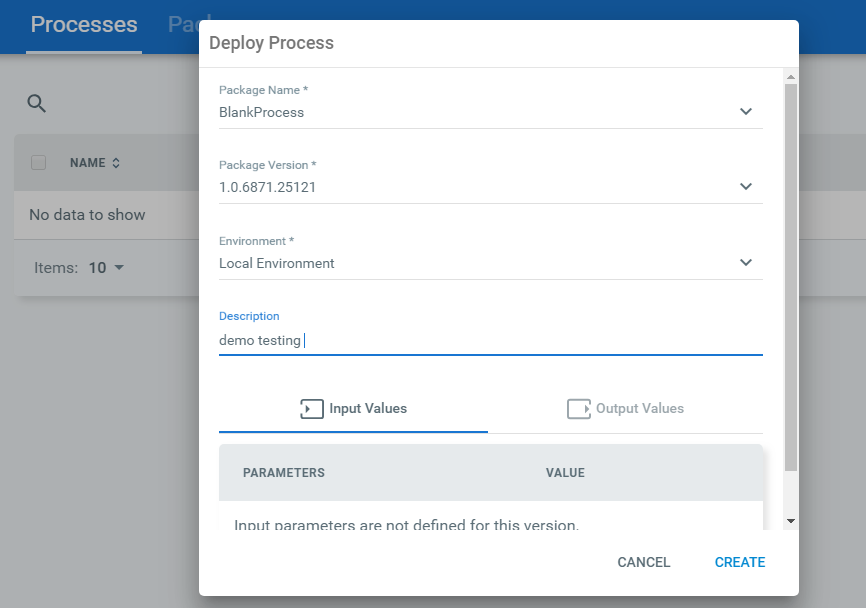 Processes
Deploy Process
Package Name *
BlankProcess
Package Version *
1.0.6871.25121
Environment *
Local Environment
Description
demo testing
Input Values Output Values
PARAMETERS VALUE
Input parameters are not defined for this version.
CANCEL CREATE
NAME
No data to show
Items: 10